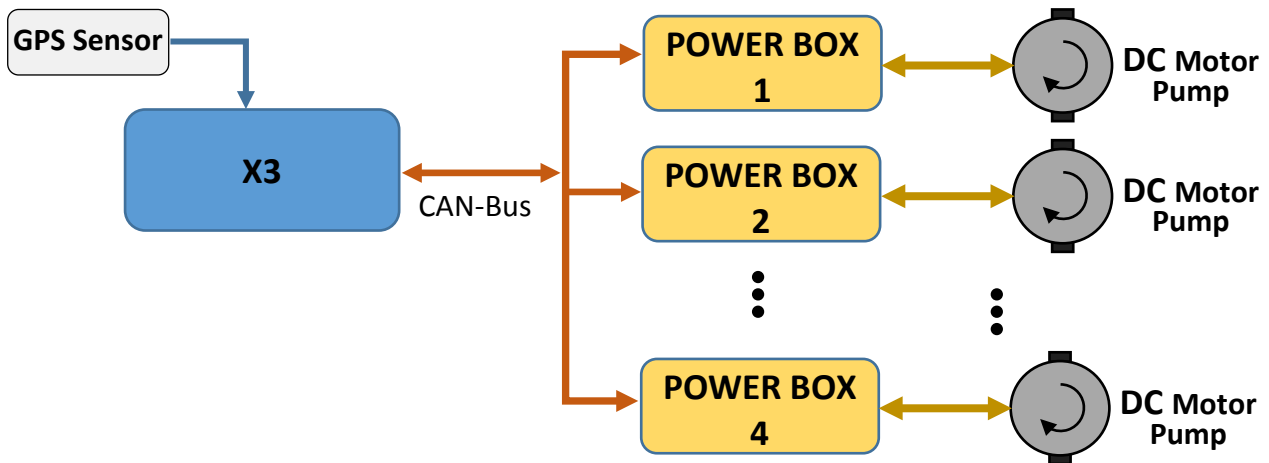 GPS Sensor
X3
CAN-Bus
POWER BOX
1
DC Motor
Pump
POWER BOX
2
DC Motor
Pump
POWER BOX
4
DC Motor
Pump